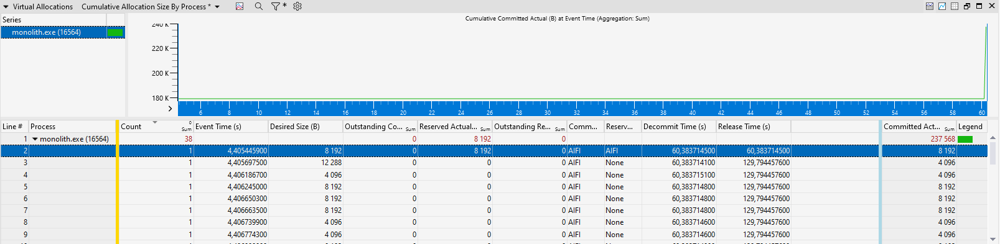 Virtual Allocations Cumulative Allocation Size By Process *
Series
monolith.exe (16564)
Cumulative Committed Actual (B) at Event Time (Aggregation: Sum)
240 K
220 K
200 K
180 K
6 8 10 12 14 16 18 20 22 24 26 28 30 32 34 36 38 40 42 44 46 48 50 52 54 56 58 60
Line # Process Count 0 Sum Event Time (s) Desired Size (B) Outstanding Co... Sum Reserved Actual... Sum Outstanding Re... Sum Comm... Reserv... Decommit Time (s) Release Time (s) Committed Act... Sum Legend
1 monolith.exe (16564) 38 0 8 192 0 237 568
2 1 4,405445900 8 192 0 8 192 0 AIFI AIFI 60,383714500 60,383714500 8 192
3 1 4,405697500 12 288 0 0 0 AIFI None 60,383714100 129,794457600 4 096
4 1 4,406186700 4 096 0 0 0 AIFI None 60,383715100 129,794457600 4 096
5 1 4,406245000 8 192 0 0 0 AIFI None 60,383714800 129,794457600 8 192
6 1 4,406650300 8 192 0 0 0 AIFI None 60,383714800 129,794457600 8 192
7 1 4,406663500 8 192 0 0 0 AIFI None 60,383714800 129,794457600 8 192
8 1 4,406739900 4 096 0 0 0 AIFI None 60,383714600 129,794457600 4 096
9 1 4,406774300 4 096 0 0 0 AIFI None 60,383714600 129,794457600 4 096